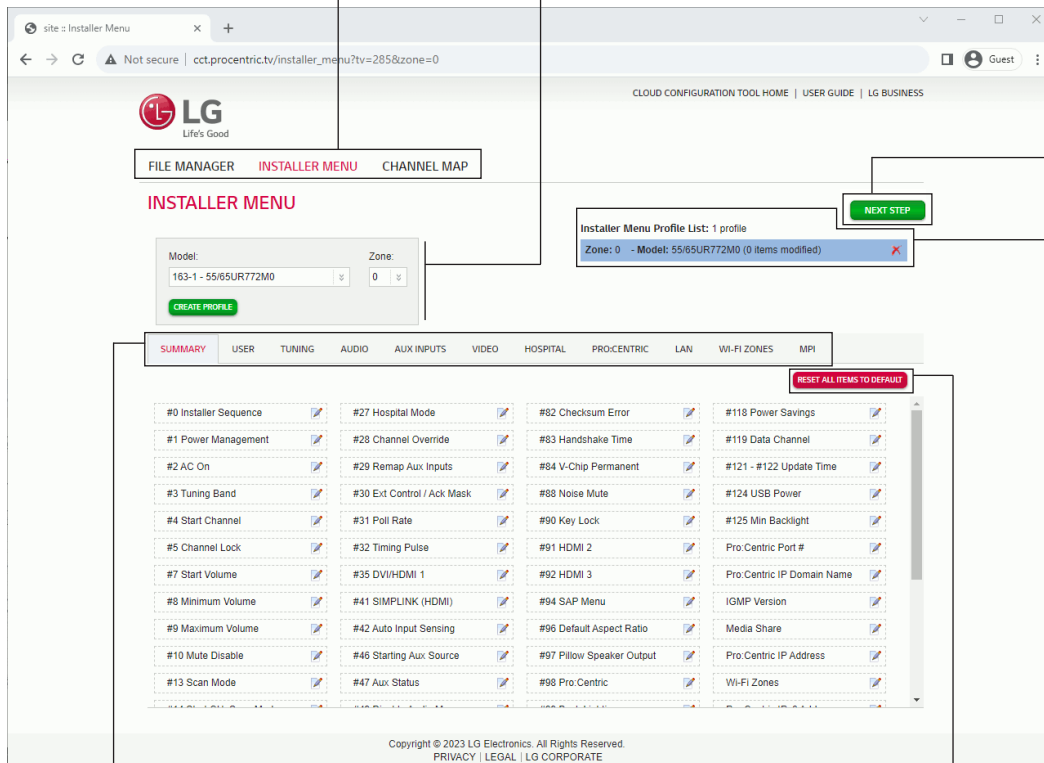 site :: Installer Menu
Not secure | cct.procentric.tv/installer_menu?tv=285&zone=0
Guest
CLOUD CONFIGURATION TOOL HOME | USER GUIDE | LG BUSINESS
LG
Life's Good
FILE MANAGER INSTALLER MENU CHANNEL MAP
INSTALLER MENU
NEXT STEP
Installer Menu Profile List: 1 profile
Zone: 0 - Model: 55/65UR772M0 (0 items modified)
Model: Zone:
163-1 - 55/65UR772M0 0
CREATE PROFILE
SUMMARY USER TUNING AUDIO AUX INPUTS VIDEO HOSPITAL PRO:CENTRIC LAN WI-FI ZONES MPI
RESET ALL ITEMS TO DEFAULT
#0 Installer Sequence #27 Hospital Mode #82 Checksum Error #118 Power Savings
#1 Power Management #28 Channel Override #83 Handshake Time #119 Data Channel
#2 AC On #29 Remap Aux Inputs #84 V-Chip Permanent #121 - #122 Update Time
#3 Tuning Band #30 Ext Control / Ack Mask #88 Noise Mute #124 USB Power
#4 Start Channel #31 Poll Rate #90 Key Lock #125 Min Backlight
#5 Channel Lock #32 Timing Pulse #91 HDMI 2 Pro:Centric Port #
#7 Start Volume #35 DVI/HDMI 1 #92 HDMI 3 Pro:Centric IP Domain Name
#8 Minimum Volume #41 SIMPLINK (HDMI) #94 SAP Menu IGMP Version
#9 Maximum Volume #42 Auto Input Sensing #96 Default Aspect Ratio Media Share
#10 Mute Disable #46 Starting Aux Source #97 Pillow Speaker Output Pro:Centric IP Address
#13 Scan Mode #47 Aux Status #98 Pro:Centric Wi-Fi Zones
Copyright © 2023 LG Electronics. All Rights Reserved.
PRIVACY | LEGAL | LG CORPORATE